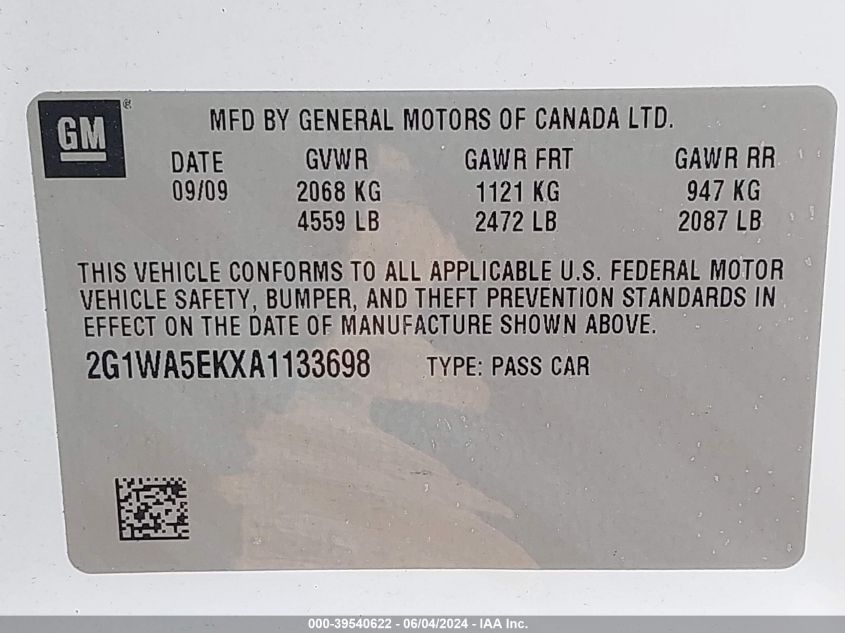 GM®
MFD BY GENERAL MOTORS OF CANADA LTD.
DATE GVWR GAWR FRT GAWR RR
09/09 2068 KG 1121 KG 947 KG
4559 LB 2472 LB 2087 LB
THIS VEHICLE CONFORMS TO ALL APPLICABLE U.S. FEDERAL MOTOR
VEHICLE SAFETY, BUMPER, AND THEFT PREVENTION STANDARDS IN
EFFECT ON THE DATE OF MANUFACTURE SHOWN ABOVE.
2G1WA5EKXA1133698 TYPE: PASS CAR
000-39540622 - 06/04/2024 - IAA Inc.